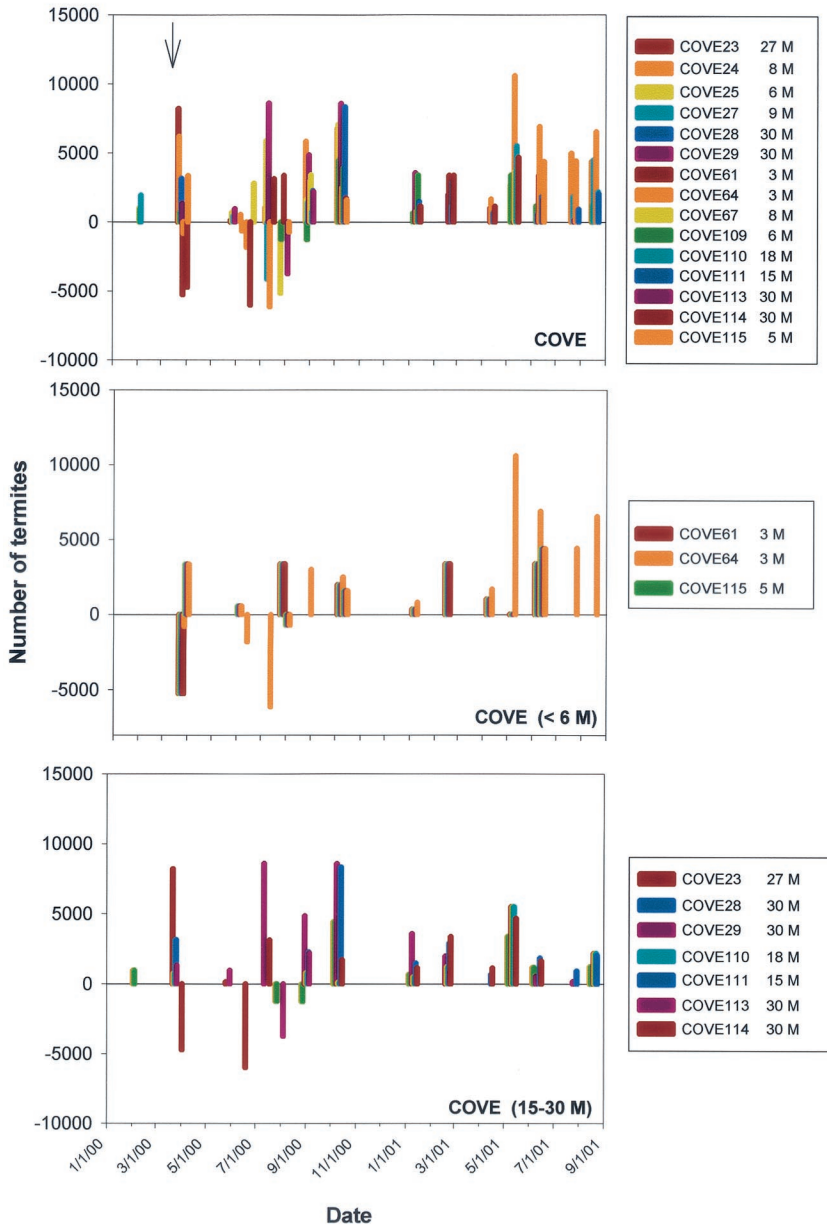 15000
10000
5000
0
-5000
-10000
COVE
COVE23 27 M
COVE24 8 M
COVE25 6 M
COVE27 9 M
COVE28 30 M
COVE29 30 M
COVE61 3 M
COVE64 3 M
COVE67 8 M
COVE109 6 M
COVE110 18 M
COVE111 15 M
COVE113 30 M
COVE114 30 M
COVE115 5 M
Number of termites
15000
10000
5000
0
-5000
COVE (< 6 M)
COVE61 3 M
COVE64 3 M
COVE115 5 M
15000
10000
5000
0
-5000
-10000
COVE (15-30 M)
COVE23 27 M
COVE28 30 M
COVE29 30 M
COVE110 18 M
COVE111 15 M
COVE113 30 M
COVE114 30 M
1/1/00 3/1/00 5/1/00 7/1/00 9/1/00 11/1/00 1/1/01 3/1/01 5/1/01 7/1/01 9/1/01
Date